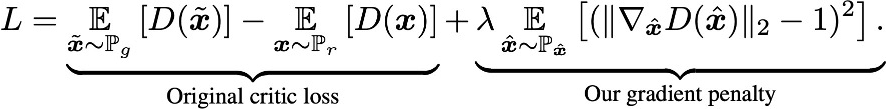 L = 𝔼_{x̃∼ℙ_g} [D(x̃)] − 𝔼_{x∼ℙ_r} [D(x)] + λ 𝔼_{x̂∼ℙ_x̂} [(∥∇_x̂ D(x̂)∥₂ − 1)²] .
Original critic loss Our gradient penalty